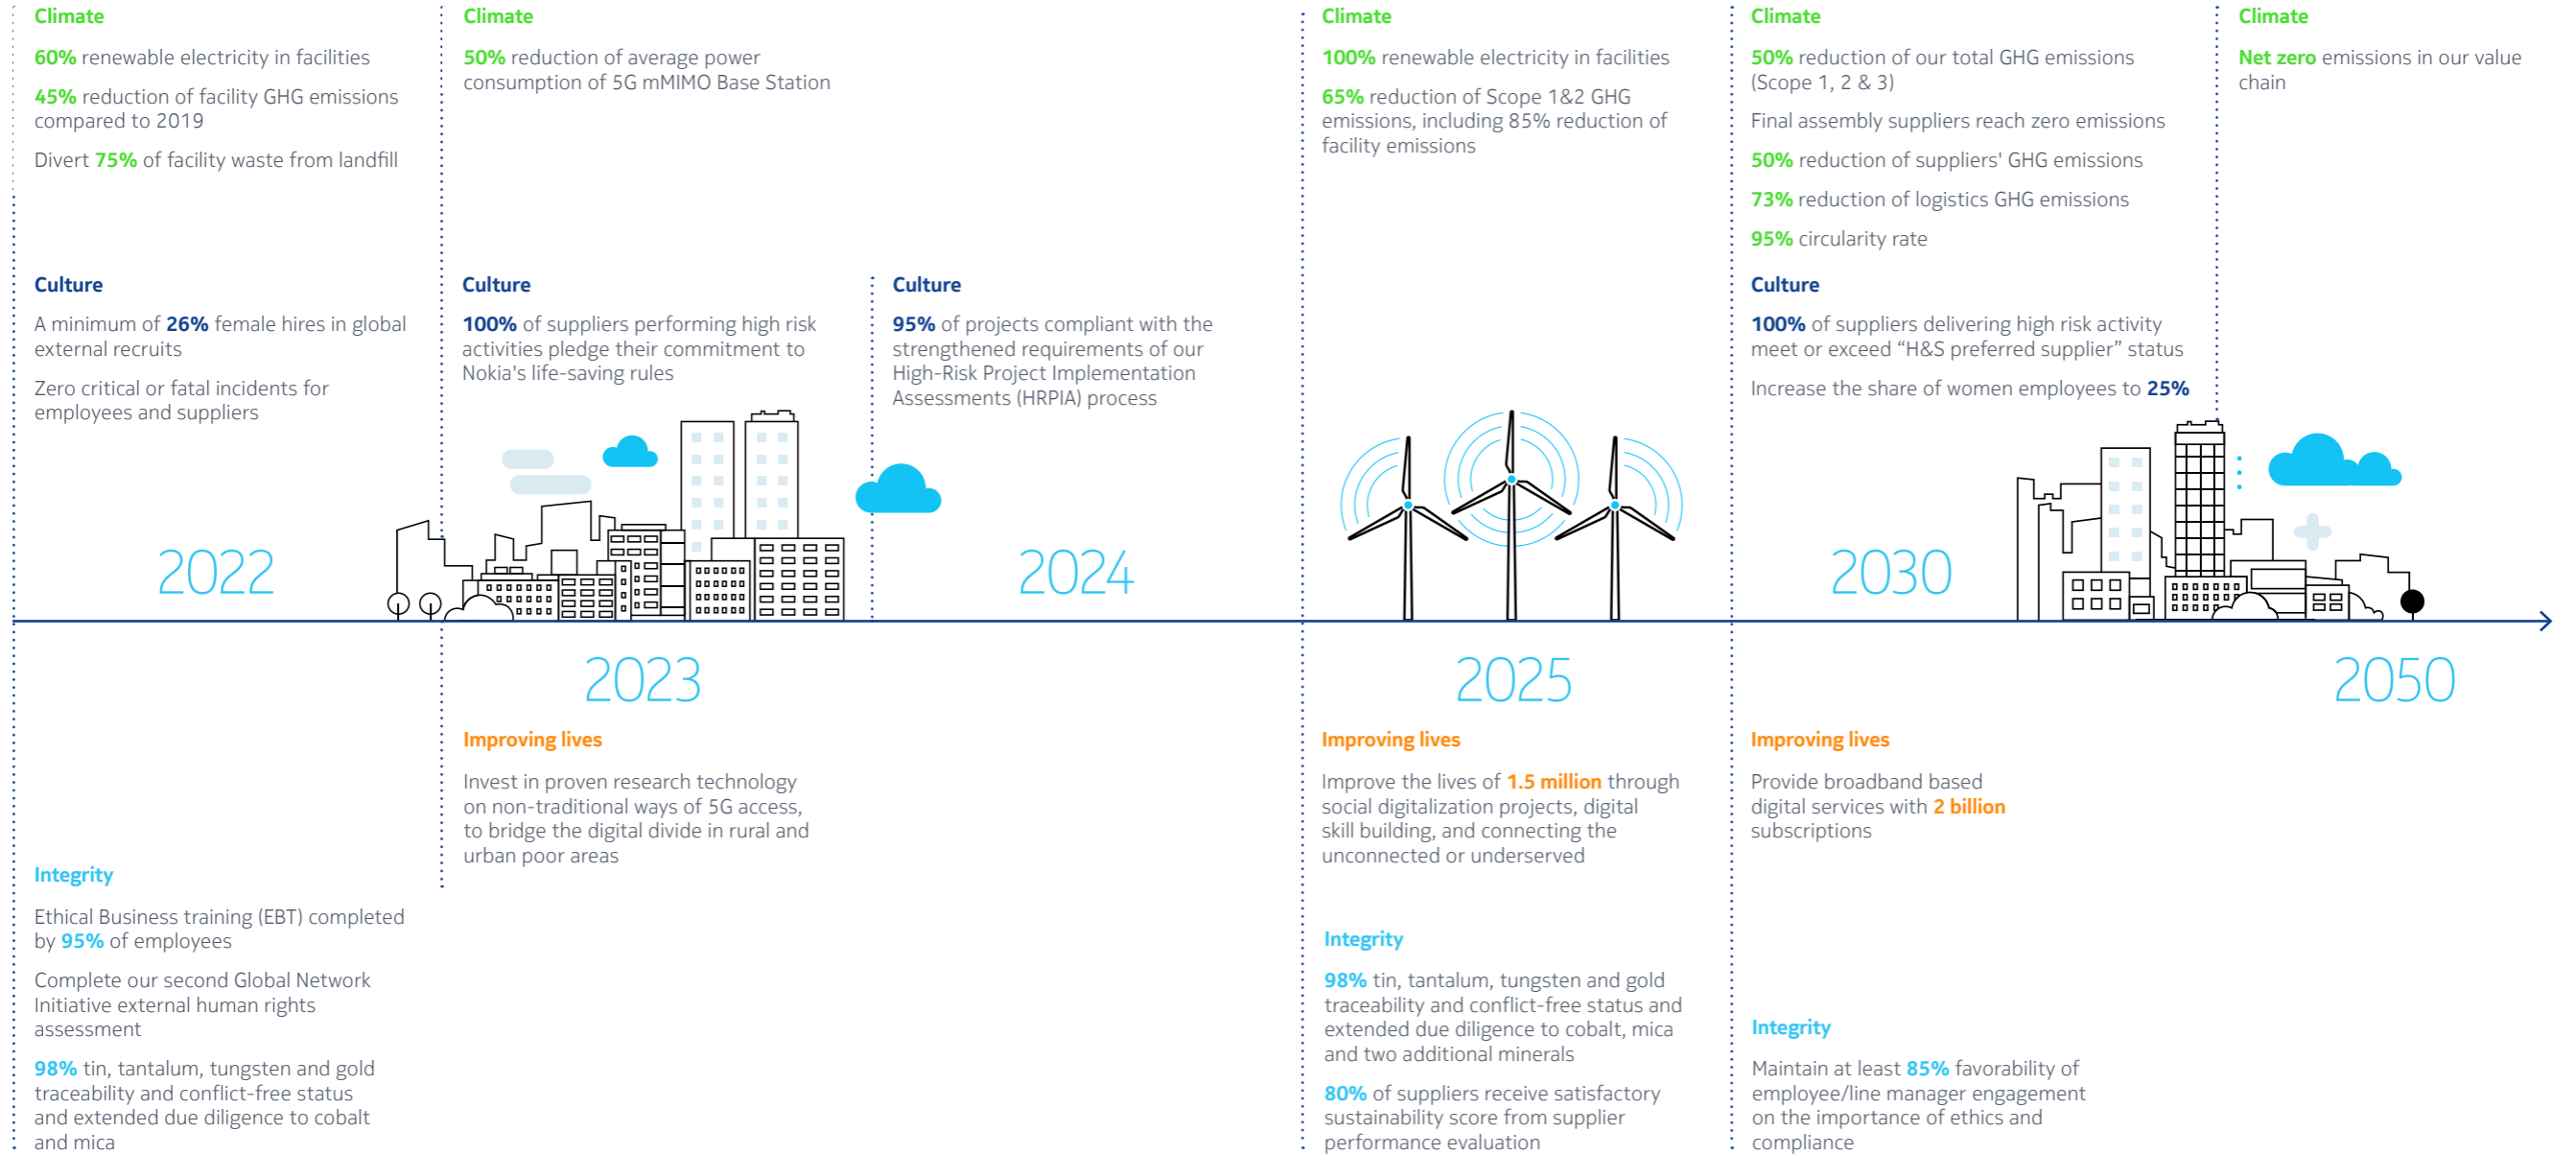 Climate
60% renewable electricity in facilities
45% reduction of facility GHG emissions
compared to 2019
Divert 75% of facility waste from landfill
Culture
A minimum of 26% female hires in global
external recruits
Zero critical or fatal incidents for
employees and suppliers
2022
Integrity
Ethical Business training (EBT) completed
by 95% of employees
Complete our second Global Network
Initiative external human rights
assessment
98% tin, tantalum, tungsten and gold
traceability and conflict-free status
and extended due diligence to cobalt
and mica
Climate
50% reduction of average power
consumption of 5G mMIMO Base Station
Culture
100% of suppliers performing high risk
activities pledge their commitment to
Nokia's life-saving rules
2023
Improving lives
Invest in proven research technology
on non-traditional ways of 5G access,
to bridge the digital divide in rural and
urban poor areas
Culture
95% of projects compliant with the
strengthened requirements of our
High-Risk Project Implementation
Assessments (HRPIA) process
2024
Climate
100% renewable electricity in facilities
65% reduction of Scope 1&2 GHG
emissions, including 85% reduction of
facility emissions
2025
Improving lives
Improve the lives of 1.5 million through
social digitalization projects, digital
skill building, and connecting the
unconnected or underserved
Integrity
98% tin, tantalum, tungsten and gold
traceability and conflict-free status and
extended due diligence to cobalt, mica
and two additional minerals
80% of suppliers receive satisfactory
sustainability score from supplier
performance evaluation
Climate
50% reduction of our total GHG emissions
(Scope 1, 2 & 3)
Final assembly suppliers reach zero emissions
50% reduction of suppliers' GHG emissions
73% reduction of logistics GHG emissions
95% circularity rate
Culture
100% of suppliers delivering high risk activity
meet or exceed “H&S preferred supplier” status
Increase the share of women employees to 25%
2030
Improving lives
Provide broadband based
digital services with 2 billion
subscriptions
Integrity
Maintain at least 85% favorability of
employee/line manager engagement
on the importance of ethics and
compliance
Climate
Net zero emissions in our value
chain
2050